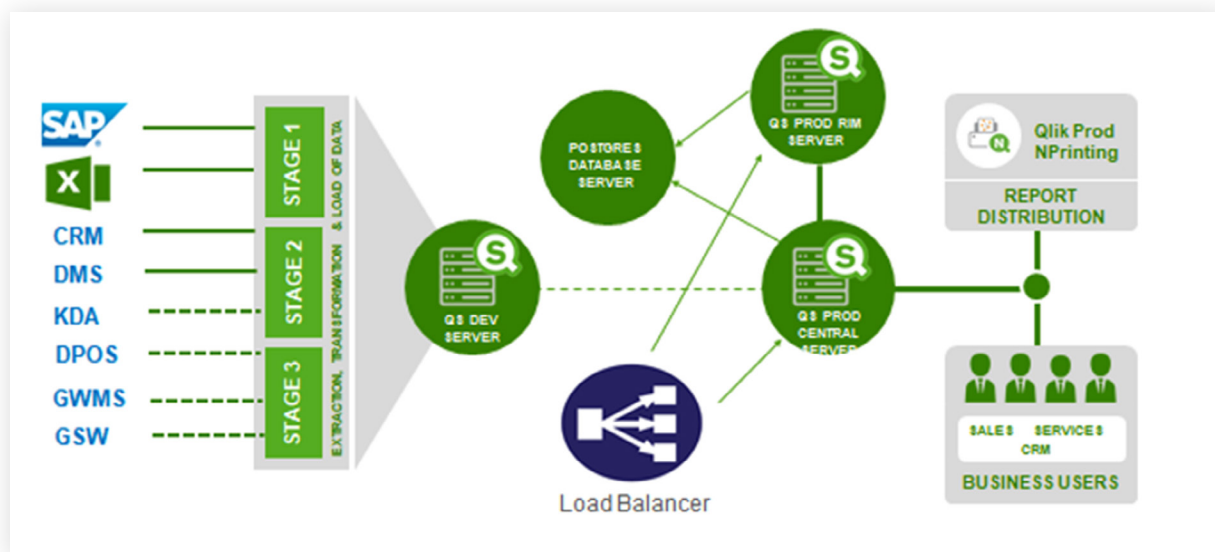 SAP
X
CRM
DMS
KDA
DPOS
GWMS
GSW
STAGE 1
STAGE 2
STAGE 3
EXTRACTION, TRANSFORMATION & LOAD OF DATA
S
QS DEV
SERVER
POSTGRES
DATABASE
SERVER
S
QS PROD RIM
SERVER
S
QS PROD
CENTRAL
SERVER
Load Balancer
N
Qlik Prod
NPrinting
REPORT
DISTRIBUTION
SALES SERVICES
CRM
BUSINESS USERS